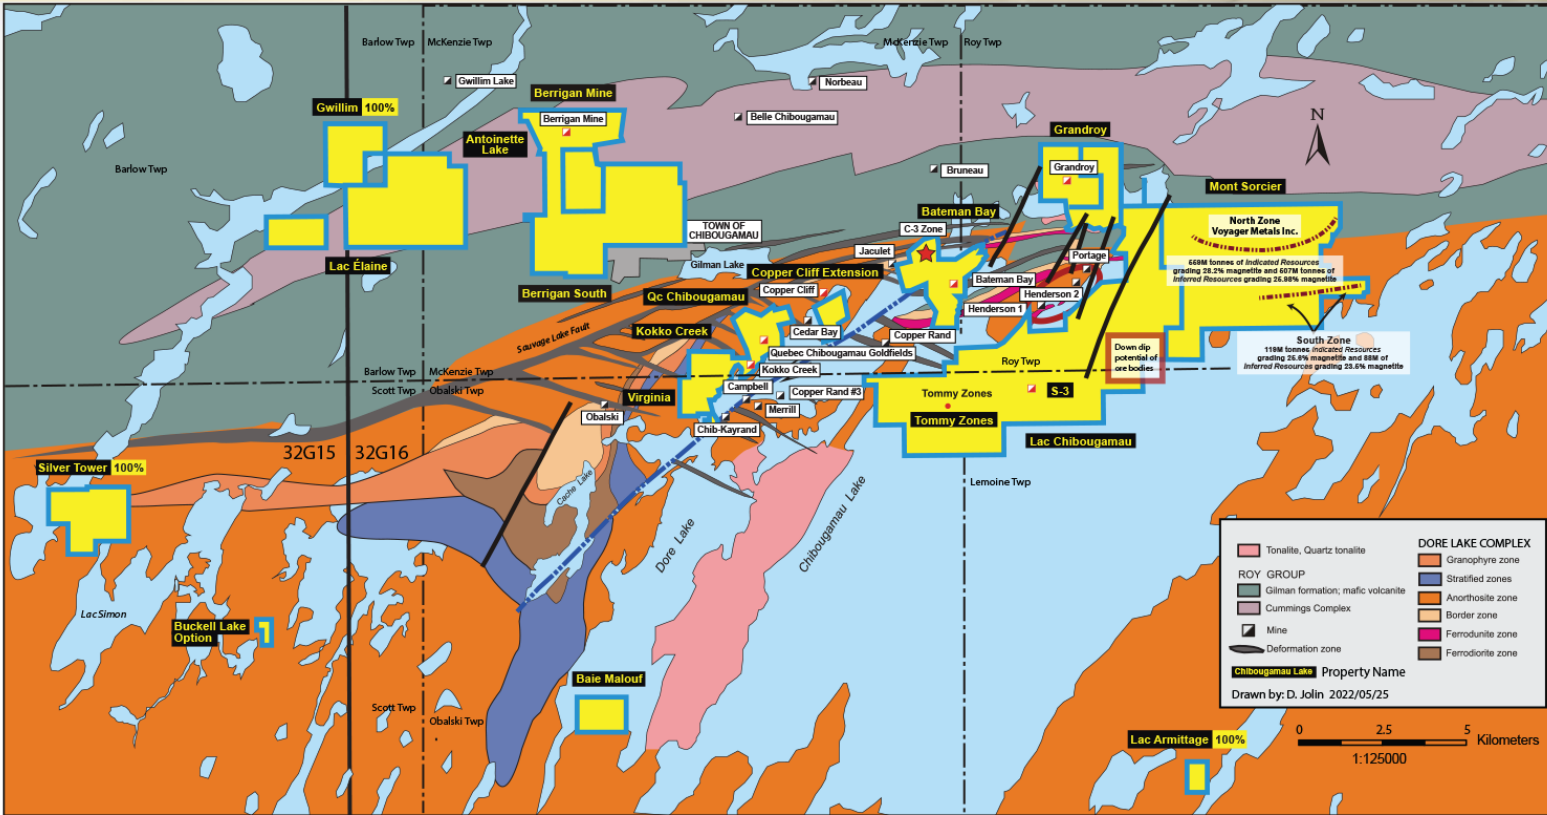 Barlow Twp
McKenzie Twp
McKenzie Twp
Roy Twp
Gwillim Lake
Norbeau
Berrigan Mine
Gwillim 100%
Berrigan Mine
Belle Chibougamau
Antoinette
Lake
Grandroy
N
Barlow Twp
Bruneau
Grandroy
Mont Sorcier
Bateman Bay
TOWN OF
CHIBOUGAMAU
C-3 Zone
North Zone
Voyager Metals Inc.
Jaculet
Portage
Lac Élaine
Gilman Lake
Copper Cliff Extension
Bateman Bay
559M tonnes of Indicated Resources
grading 28.2% magnetite and 507M tonnes of
Inferred Resources grading 26.98% magnetite
Berrigan South
Qc Chibougamau
Copper Cliff
Henderson 2
Henderson 1
Kokko Creek
Cedar Bay
Copper Rand
Sauvage Lake Fault
South Zone
119M tonnes Indicated Resources
grading 26.8% magnetite and 88M of
Inferred Resources grading 23.5% magnetite
Down dip
potential of
ore bodies
Quebec Chibougamau Goldfields
Roy Twp
Barlow Twp
McKenzie Twp
Kokko Creek
Scott Twp
Obalski Twp
Campbell
Copper Rand #3
Tommy Zones
S-3
Virginia
Merrill
Obalski
Tommy Zones
Chib-Kayrand
Lac Chibougamau
32G15
32G16
Silver Tower 100%
Cache Lake
Lemoine Twp
Dore Lake
Chibougamau Lake
Lac Simon
Buckell Lake
Option
Baie Malouf
Scott Twp
Obalski Twp
Lac Armittage 100%
Tonalite, Quartz tonalite
ROY GROUP
Gilman formation; mafic volcanite
Cummings Complex
Mine
Deformation zone
DORE LAKE COMPLEX
Granophyre zone
Stratified zones
Anorthosite zone
Border zone
Ferrodunite zone
Ferrodiorite zone
Chibougamau Lake Property Name
Drawn by: D. Jolin 2022/05/25
0 2.5 5 Kilometers
1:125000